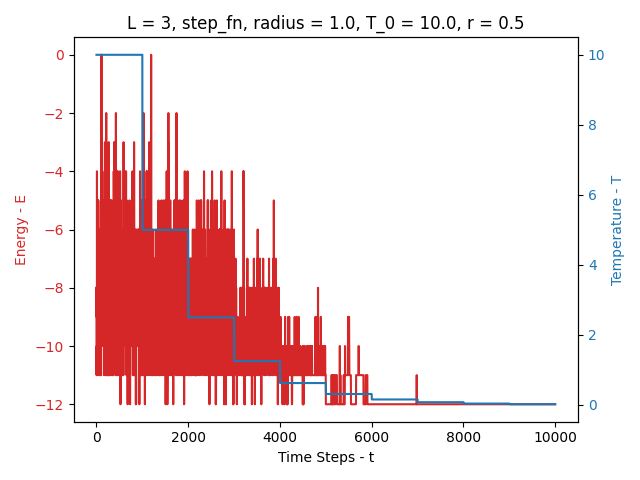 L = 3, step_fn, radius = 1.0, T_0 = 10.0, r = 0.5
Energy - E
0
−2
−4
−6
−8
−10
−12
10
8
6
4
2
0
Temperature - T
0 2000 4000 6000 8000 10000
Time Steps - t